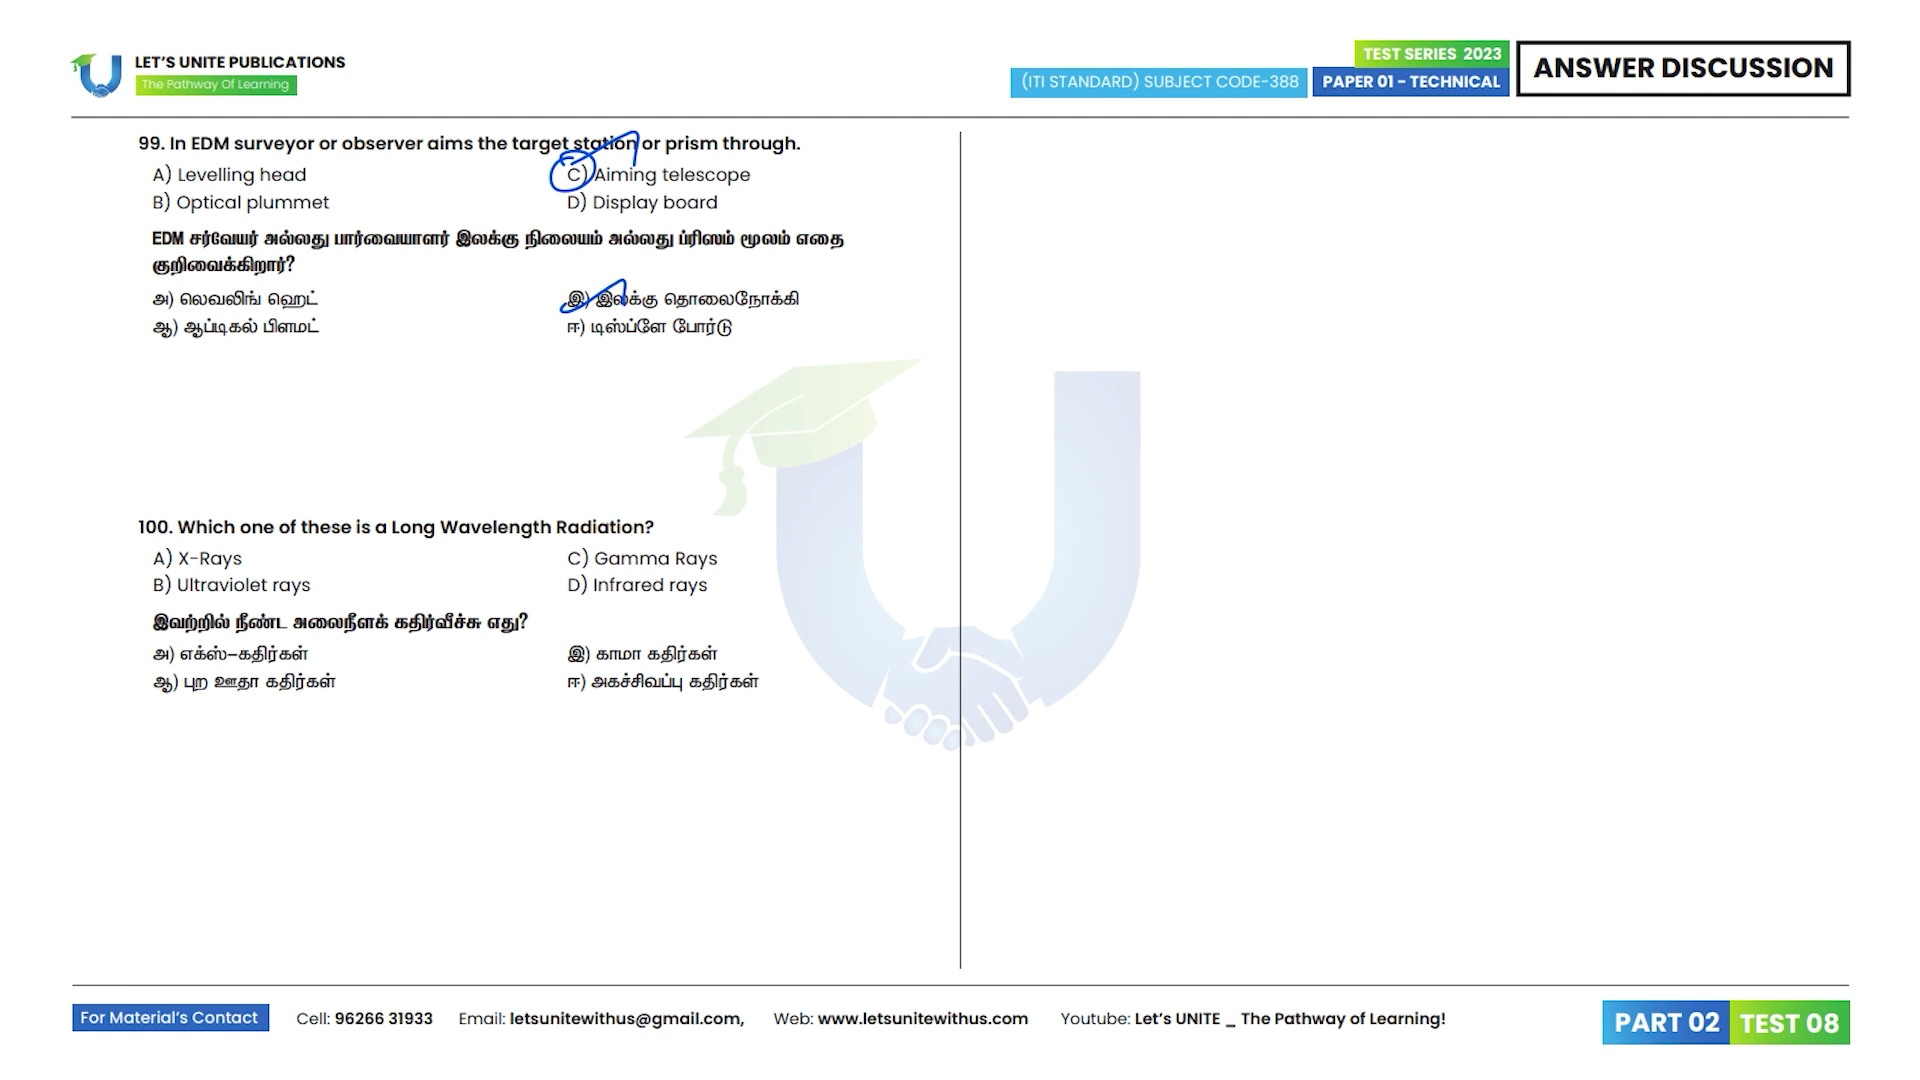 LET'S UNITE PUBLICATIONS
The Pathway Of Learning
TEST SERIES 2023
(ITI STANDARD) SUBJECT CODE-388
PAPER 01 - TECHNICAL
ANSWER DISCUSSION
99. In EDM surveyor or observer aims the target station or prism through.
A) Levelling head
C) Aiming telescope
B) Optical plummet
D) Display board
EDM சர்வேயர் அல்லது பார்வையாளர் இலக்கு நிலையம் அல்லது ப்ரிஸம் மூலம் எதை
குறிவைக்கிறார்?
அ) லெவலிங் ஹெட்
இ) இலக்கு தொலைநோக்கி
ஆ) ஆப்டிகல் பிளமட்
ஈ) டிஸ்ப்ளே போர்டு
100. Which one of these is a Long Wavelength Radiation?
A) X-Rays
C) Gamma Rays
B) Ultraviolet rays
D) Infrared rays
இவற்றில் நீண்ட அலைநீளக் கதிர்வீச்சு எது?
அ) எக்ஸ்-கதிர்கள்
இ) காமா கதிர்கள்
ஆ) புற ஊதா கதிர்கள்
ஈ) அகச்சிவப்பு கதிர்கள்
For Material's Contact
Cell: 96266 31933
Email: letsunitewithus@gmail.com,
Web: www.letsunitewithus.com
Youtube: Let's UNITE _ The Pathway of Learning!
PART 02
TEST 08